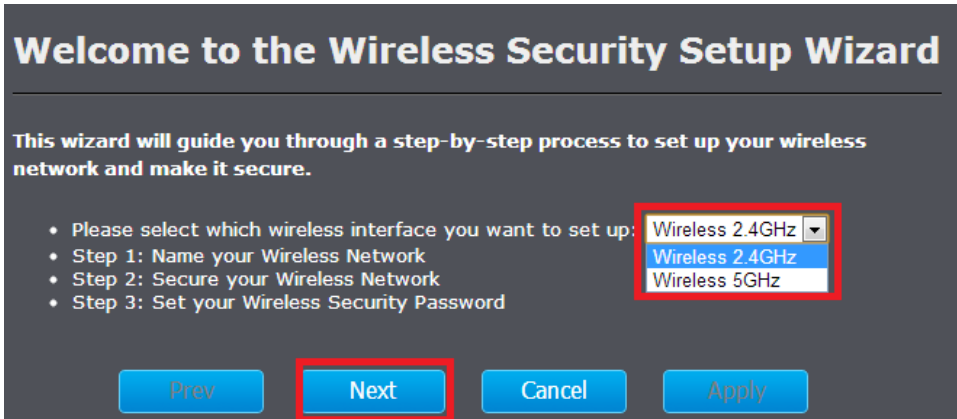 Welcome to the Wireless Security Setup Wizard
This wizard will guide you through a step-by-step process to set up your wireless
network and make it secure.
• Please select which wireless interface you want to set up: Wireless 2.4GHz
• Step 1: Name your Wireless Network Wireless 2.4GHz
• Step 2: Secure your Wireless Network Wireless 5GHz
• Step 3: Set your Wireless Security Password
Prev Next Cancel Apply